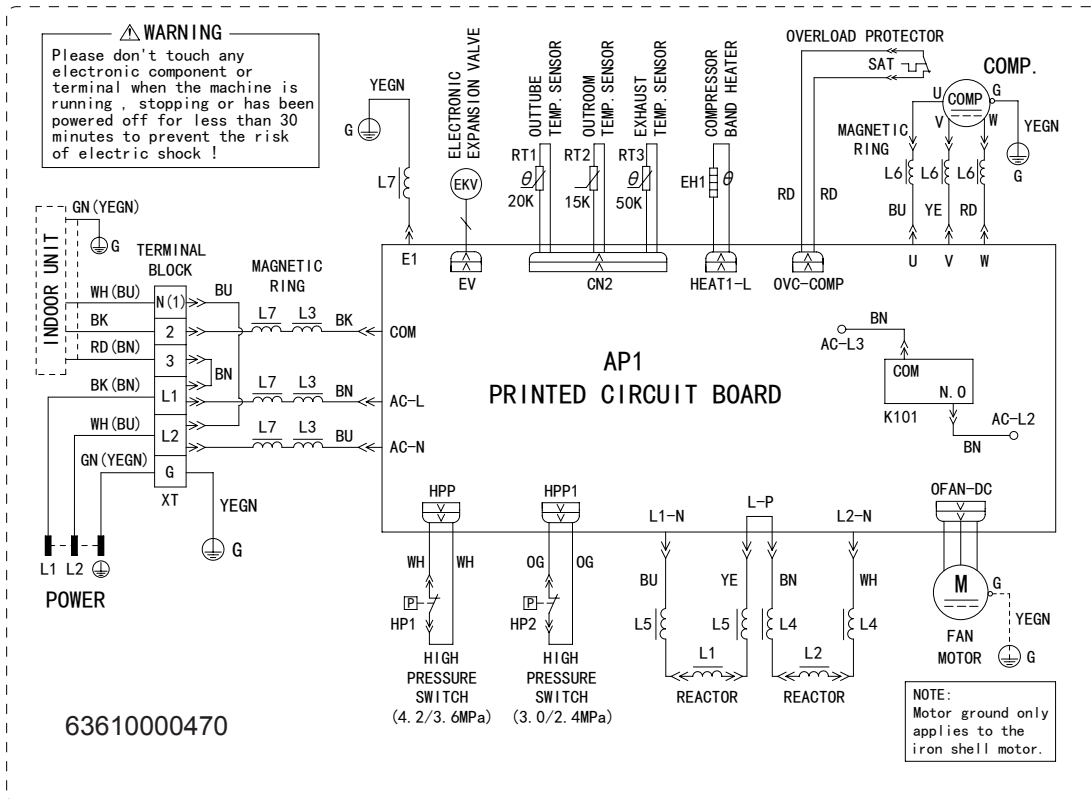 WARNING
Please don't touch any
electronic component or
terminal when the machine is
running , stopping or has been
powered off for less than 30
minutes to prevent the risk
of electric shock !
YEGN
G
L7
E1
ELECTRONIC
EXPANSION VALVE
EKV
EV
OUTTUBE
TEMP. SENSOR
OUTROOM
TEMP. SENSOR
EXHAUST
TEMP. SENSOR
RT1
RT2
RT3
θ
θ
20K
15K
50K
CN2
COMPRESSOR
BAND HEATER
EH1
θ
HEAT1-L
OVERLOAD PROTECTOR
SAT
RD
RD
OVC-COMP
COMP.
COMP
U
V
W
G
YEGN
G
MAGNETIC
RING
L6
L6
L6
BU
YE
RD
U
V
W
INDOOR UNIT
GN(YEGN)
G
TERMINAL
BLOCK
MAGNETIC
RING
WH(BU)
N(1)
BU
BK
2
L7
L3
BK
COM
RD(BN)
3
BN
BK(BN)
L1
L7
L3
BN
AC-L
WH(BU)
L2
L7
L3
BU
AC-N
GN(YEGN)
G
XT
YEGN
G
L1 L2
POWER
AP1
PRINTED CIRCUIT BOARD
BN
AC-L3
COM
N.O
K101
AC-L2
BN
HPP
WH
WH
P
HP1
HIGH
PRESSURE
SWITCH
(4.2/3.6MPa)
HPP1
OG
OG
P
HP2
HIGH
PRESSURE
SWITCH
(3.0/2.4MPa)
L1-N
L-P
L2-N
BU
YE
BN
WH
L5
L5
L4
L4
L1
L2
REACTOR
REACTOR
OFAN-DC
M
G
YEGN
FAN
MOTOR
G
NOTE:
Motor ground only
applies to the
iron shell motor.
63610000470